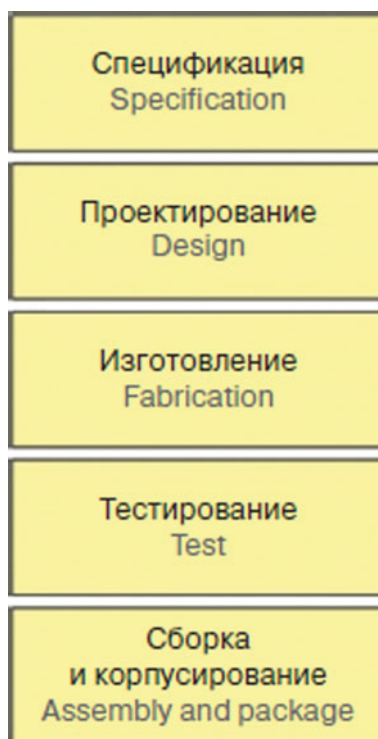 Спецификация
Specification
Проектирование
Design
Изготовление
Fabrication
Тестирование
Test
Сборка
и корпусирование
Assembly and package